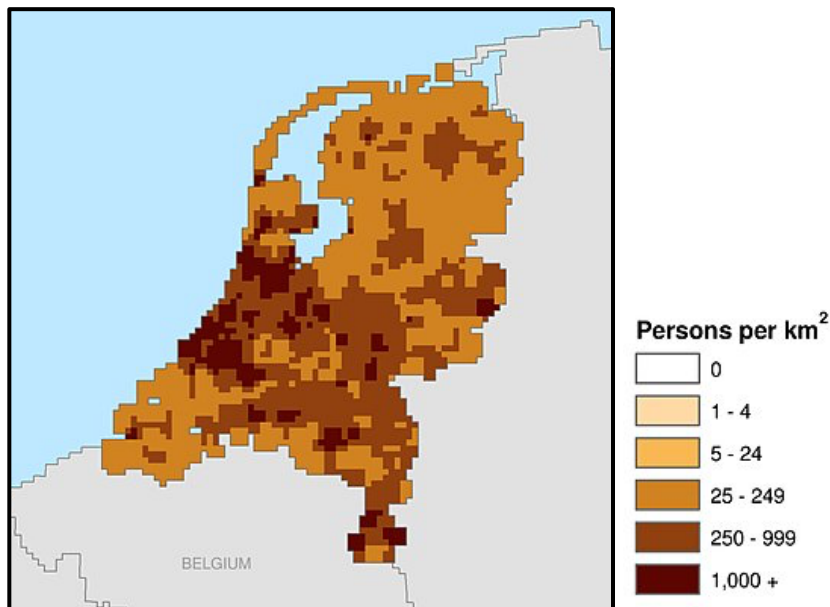 Persons per km²
0
1 - 4
5 - 24
25 - 249
250 - 999
1,000 +
BELGIUM